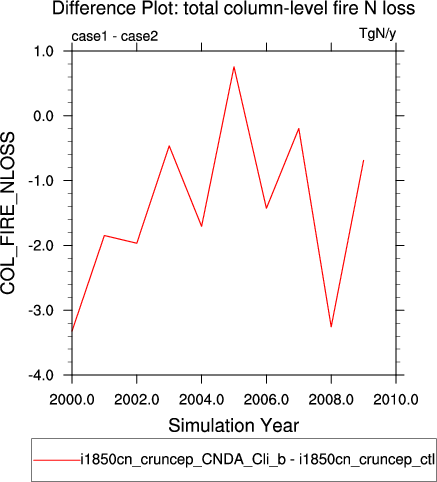 Difference Plot: total column-level fire N loss
case1 - case2
TgN/y
1.0
0.0
-1.0
-2.0
-3.0
-4.0
COL_FIRE_NLOSS
2000.0 2002.0 2004.0 2006.0 2008.0 2010.0
Simulation Year
i1850cn_cruncep_CNDA_Cli_b - i1850cn_cruncep_ctl